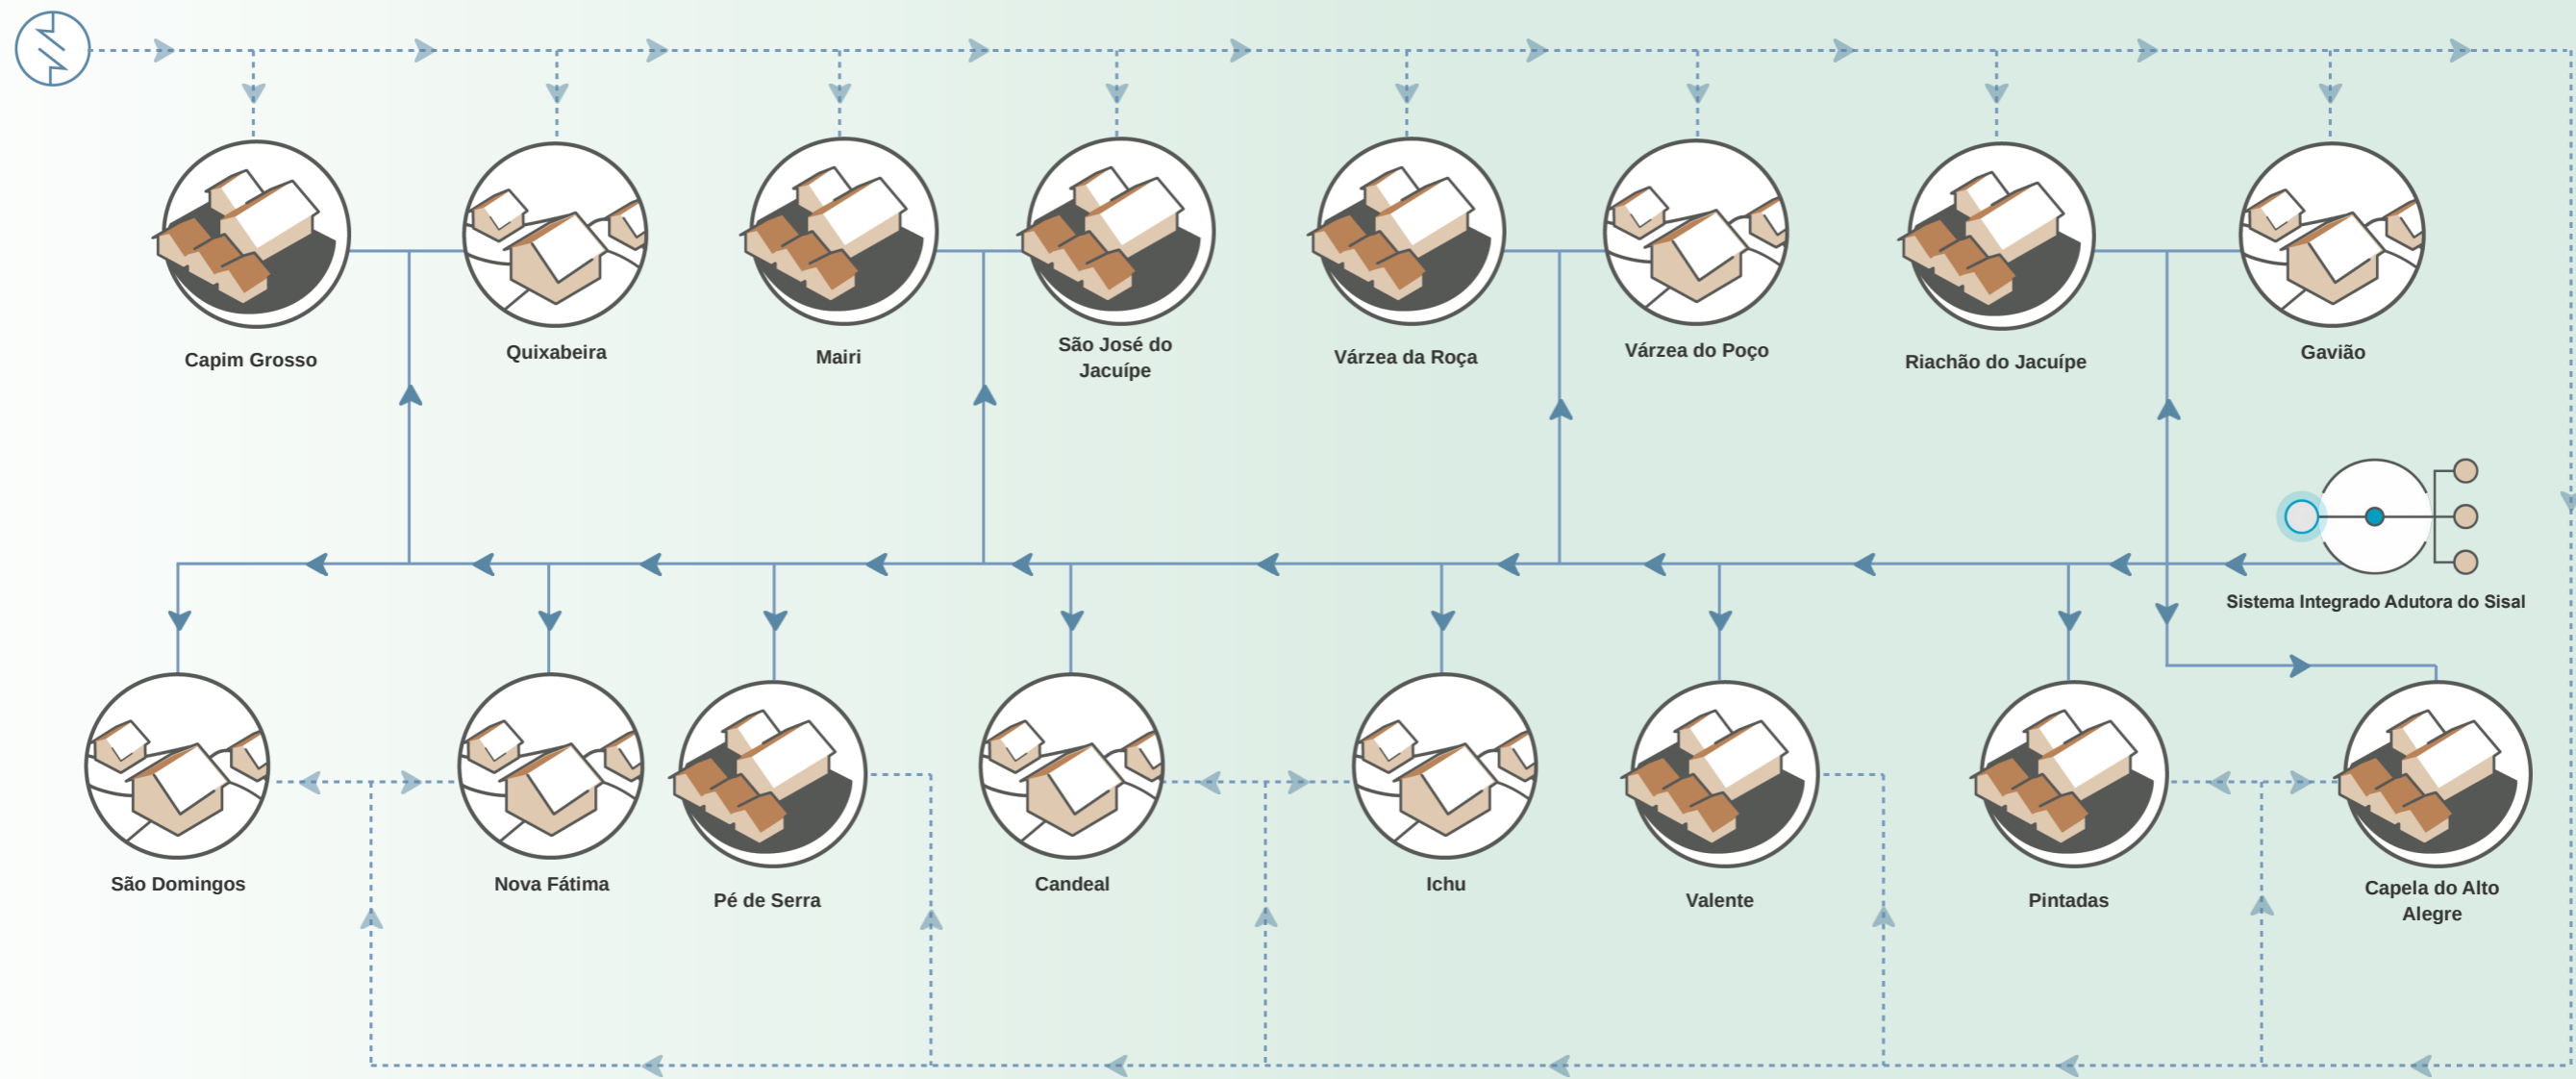 Capim Grosso
Quixabeira
Mairi
São José do
Jacuípe
Várzea da Roça
Várzea do Poço
Riachão do Jacuípe
Gavião
Sistema Integrado Adutora do Sisal
São Domingos
Nova Fátima
Pé de Serra
Candeal
Ichu
Valente
Pintadas
Capela do Alto
Alegre